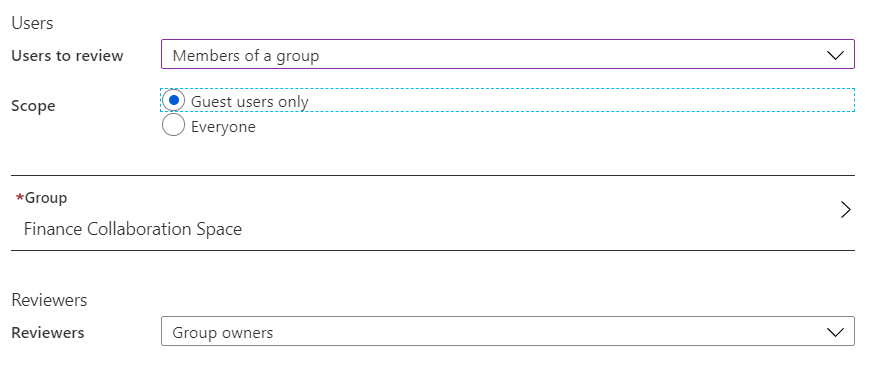 Users
Users to review Members of a group
Scope Guest users only
Everyone
*Group
Finance Collaboration Space
Reviewers
Reviewers Group owners